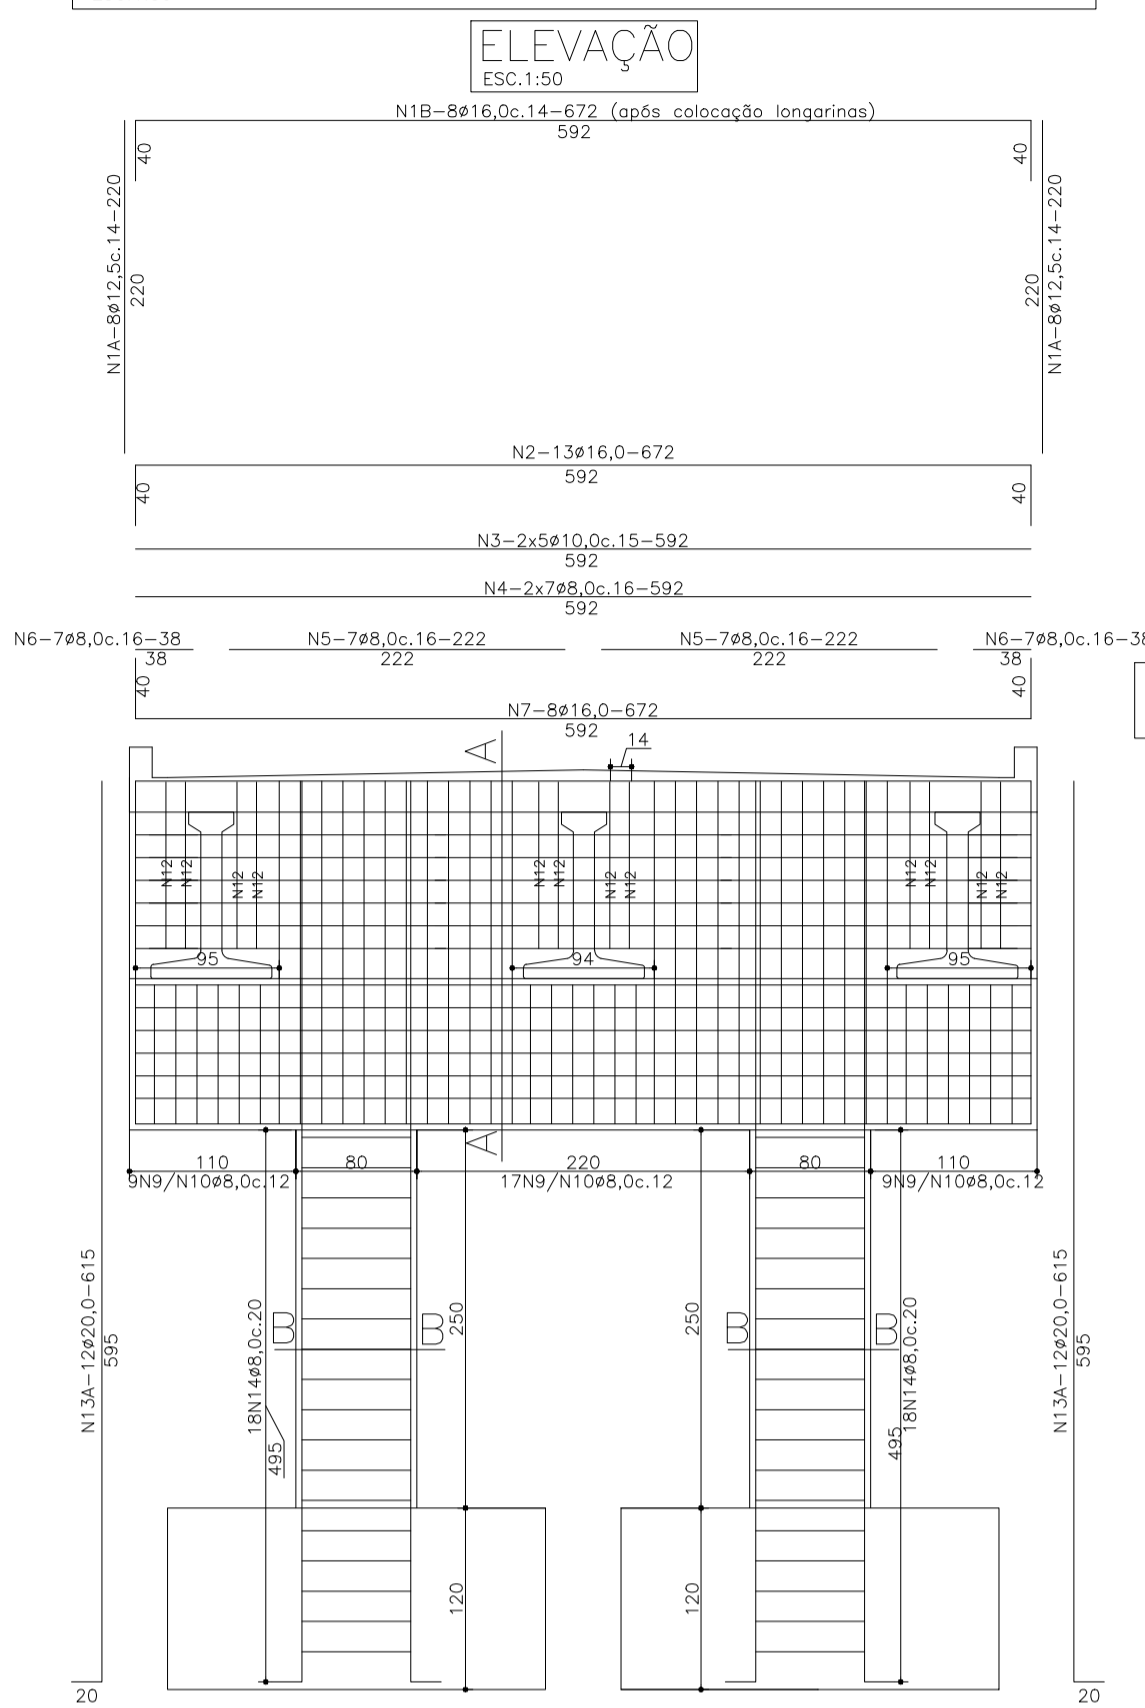 ELEVAÇÃO
ESC.1:50
N1B-8ø16,0c.14-672 (após colocação longarinas)
592
40
40
N1A-8ø12,5c.14-220
220
220
N1A-8ø12,5c.14-220
N2-13ø16,0-672
592
40
40
N3-2x5ø10,0c.15-592
592
N4-2x7ø8,0c.16-592
592
N6-7ø8,0c.16-38
38
N5-7ø8,0c.16-222
222
N5-7ø8,0c.16-222
222
N6-7ø8,0c.16-38
38
40
40
N7-8ø16,0-672
592
A
14
N12
N12
N12
N12
N12
N12
N12
N12
N12
N12
N12
N12
95
94
95
A
110
80
220
80
110
9N9/N10ø8,0c.12
17N9/N10ø8,0c.12
9N9/N10ø8,0c.12
N13A-12ø20,0-615
595
18N14ø8,0c.20
495
B
B
250
250
B
B
18N14ø8,0c.20
495
N13A-12ø20,0-615
595
120
120
20
20